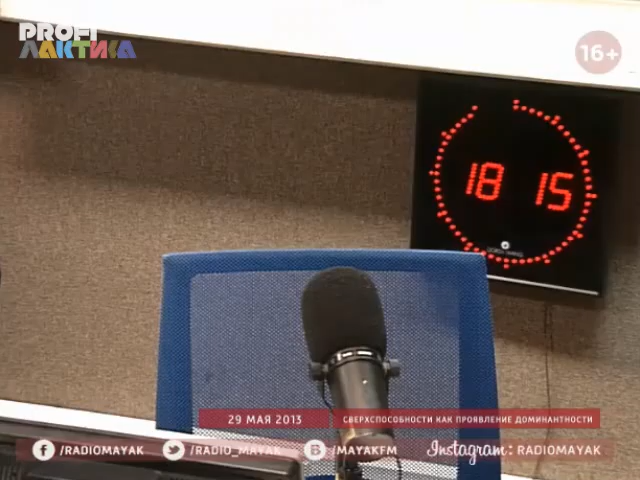 PROFI
ЛАКТИКА
16+
18 15
29 МАЯ 2013
СВЕРХСПОСОБНОСТИ КАК ПРОЯВЛЕНИЕ ДОМИНАНТНОСТИ
/RADIOMAYAK
/RADIO_MAYAK
/MAYAKFM
Instagram: RADIOMAYAK